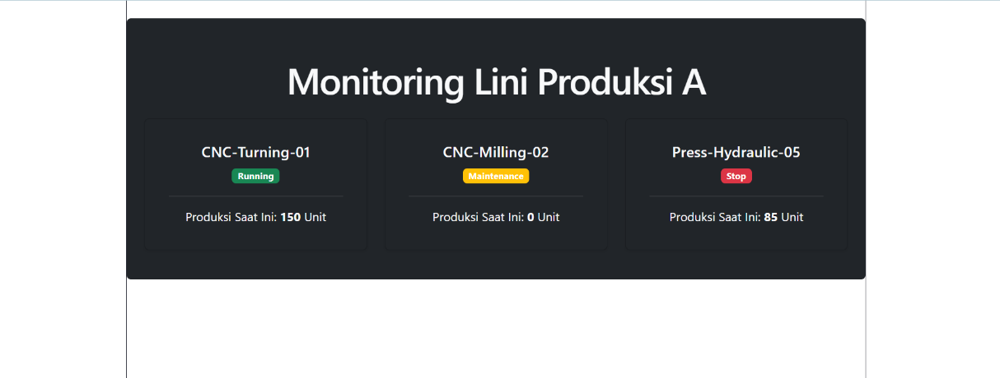 Monitoring Lini Produksi A
CNC-Turning-01
Running
Produksi Saat Ini: 150 Unit
CNC-Milling-02
Maintenance
Produksi Saat Ini: 0 Unit
Press-Hydraulic-05
Stop
Produksi Saat Ini: 85 Unit